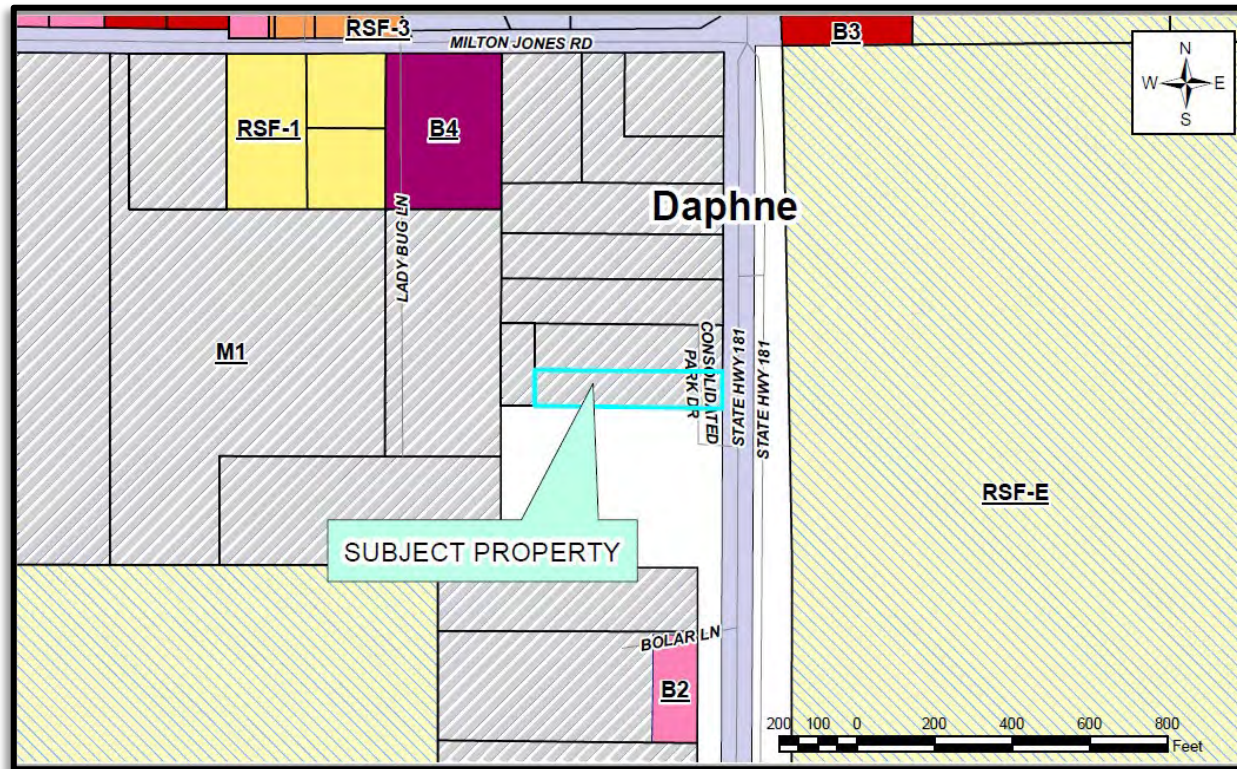 RSF-3
B3
MILTON JONES RD
N
W E
S
RSF-1
B4
Daphne
LADY BUG LN
M1
CONSOLIDATED
PARK DR
STATE HWY 181
STATE HWY 181
RSF-E
SUBJECT PROPERTY
BOLAR LN
B2
200 100 0 200 400 600 800
Feet